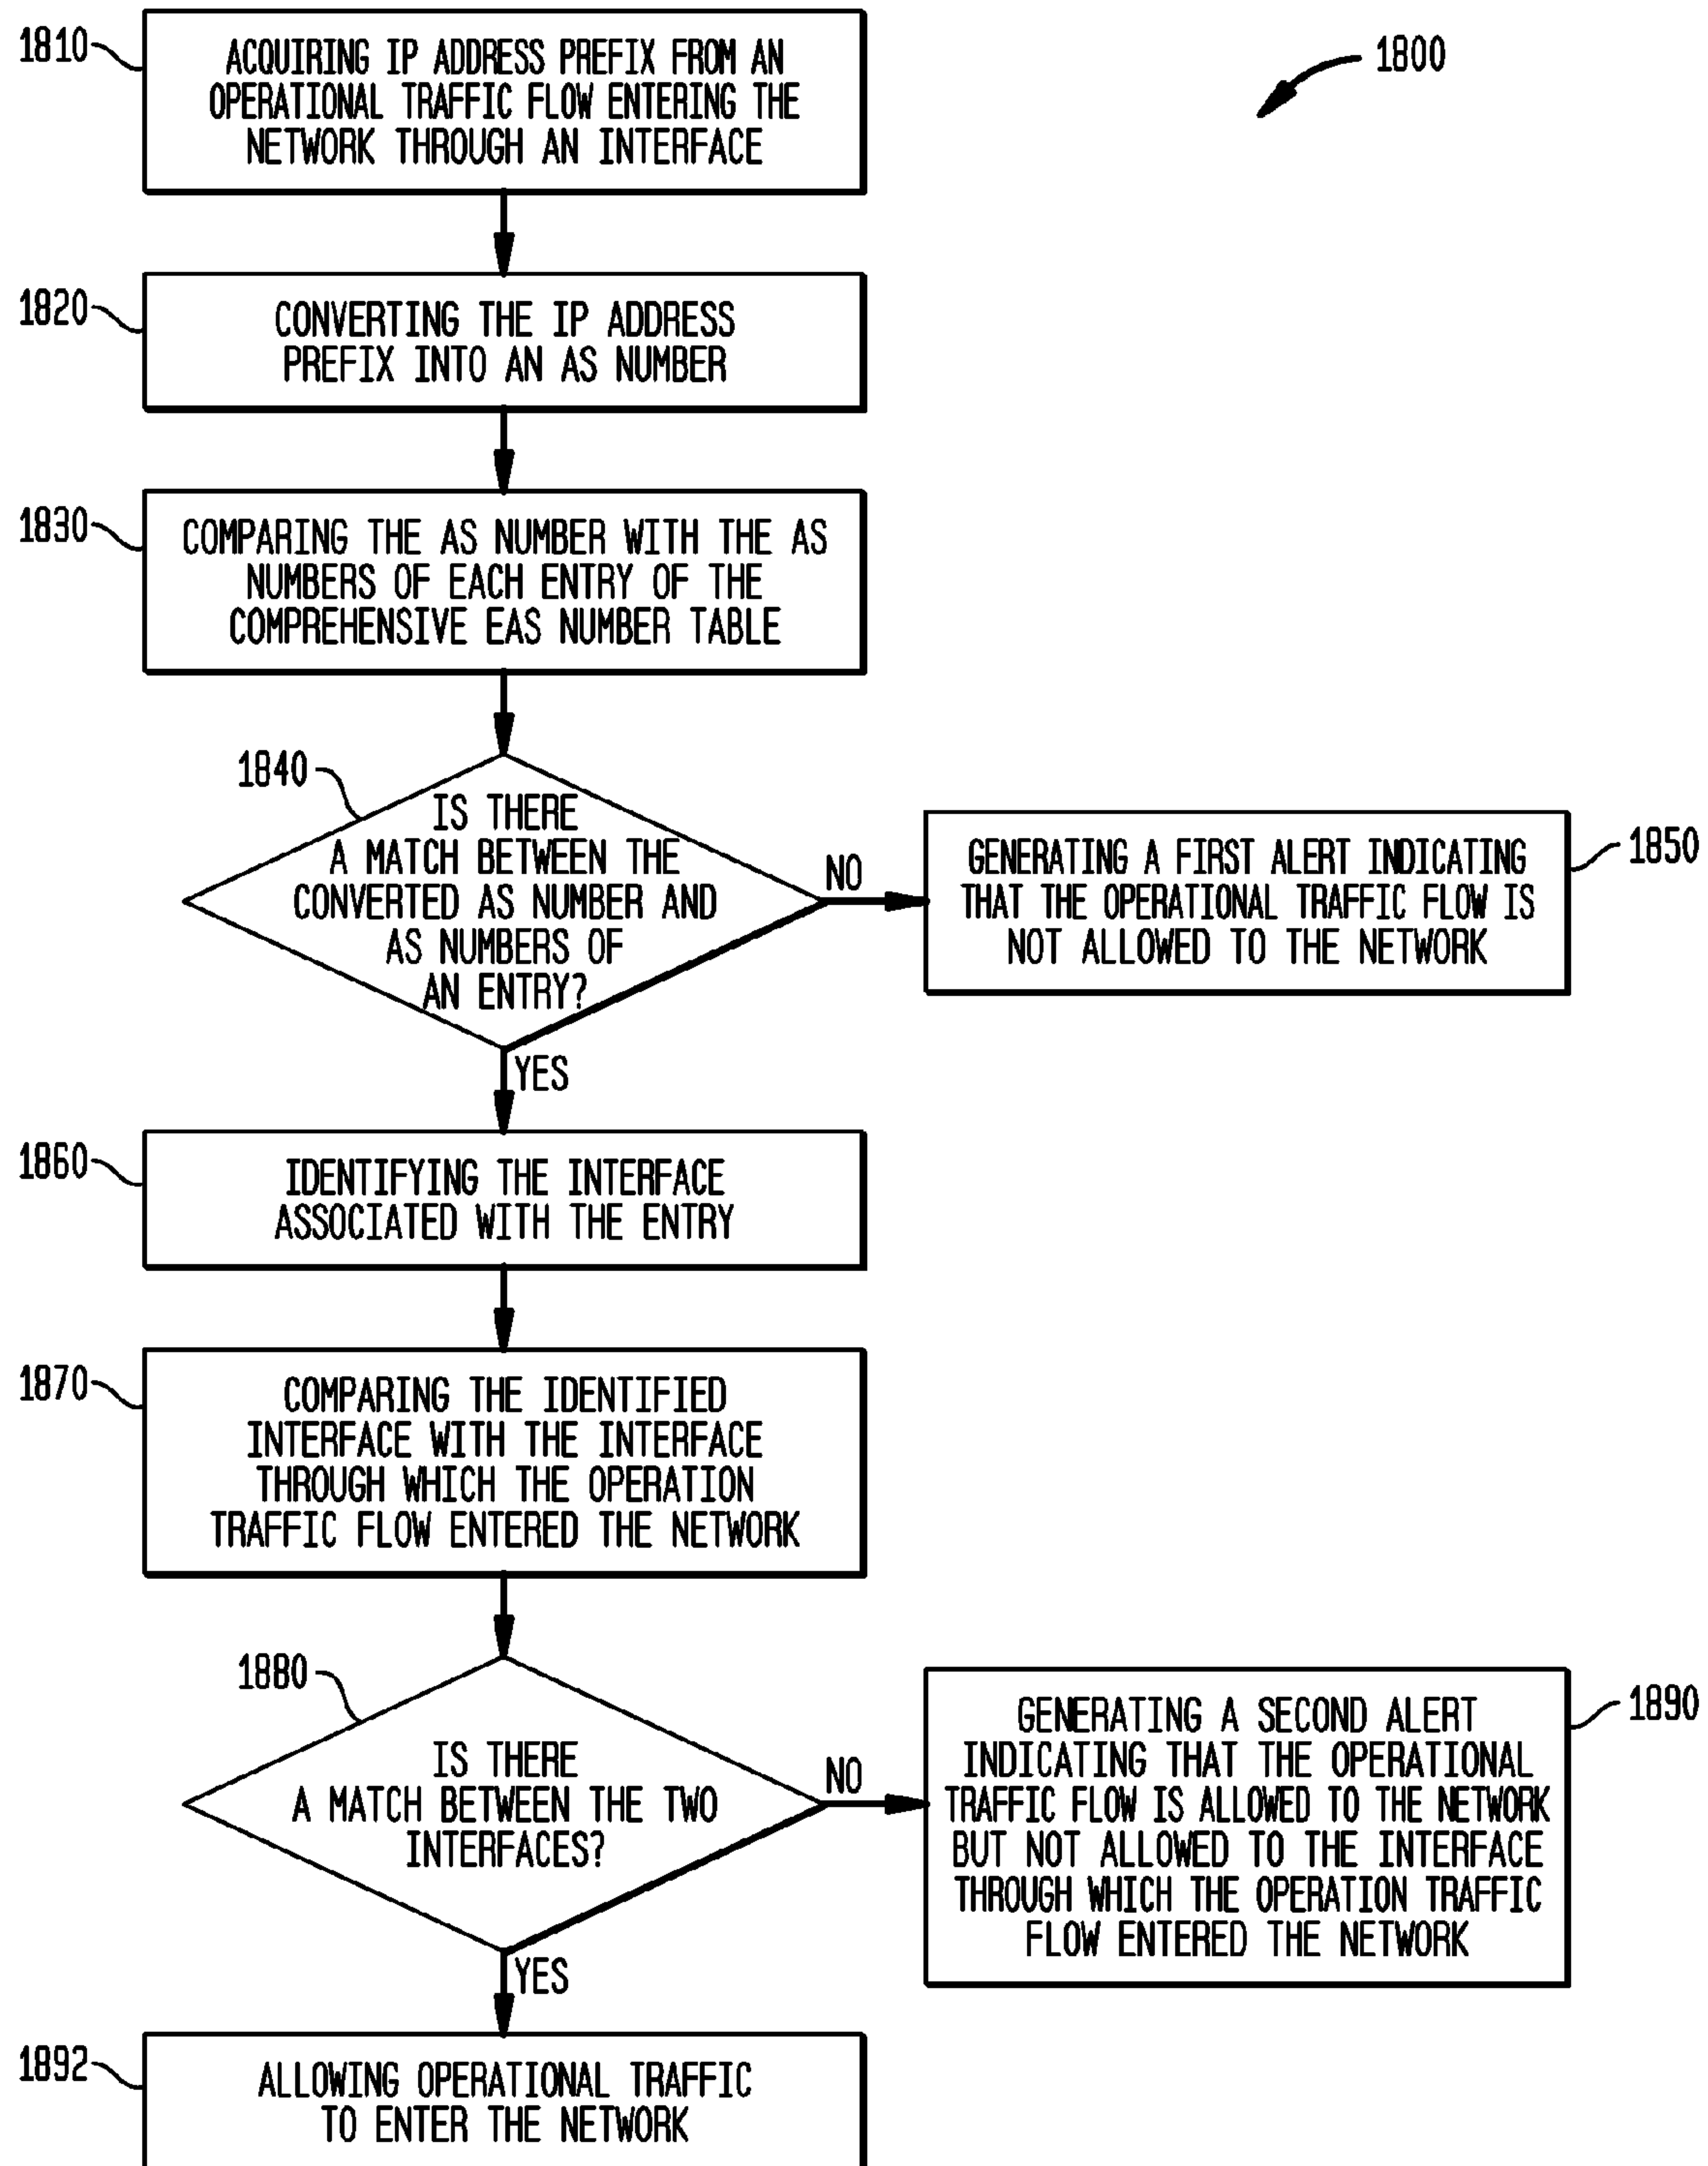 1810
ACQUIRING IP ADDRESS PREFIX FROM AN
OPERATIONAL TRAFFIC FLOW ENTERING THE
NETWORK THROUGH AN INTERFACE
1800
1820
CONVERTING THE IP ADDRESS
PREFIX INTO AN AS NUMBER
1830
COMPARING THE AS NUMBER WITH THE AS
NUMBERS OF EACH ENTRY OF THE
COMPREHENSIVE EAS NUMBER TABLE
1840
IS THERE
A MATCH BETWEEN THE
CONVERTED AS NUMBER AND
AS NUMBERS OF
AN ENTRY?
NO
1850
GENERATING A FIRST ALERT INDICATING
THAT THE OPERATIONAL TRAFFIC FLOW IS
NOT ALLOWED TO THE NETWORK
YES
1860
IDENTIFYING THE INTERFACE
ASSOCIATED WITH THE ENTRY
1870
COMPARING THE IDENTIFIED
INTERFACE WITH THE INTERFACE
THROUGH WHICH THE OPERATION
TRAFFIC FLOW ENTERED THE NETWORK
1880
IS THERE
A MATCH BETWEEN THE TWO
INTERFACES?
NO
1890
GENERATING A SECOND ALERT
INDICATING THAT THE OPERATIONAL
TRAFFIC FLOW IS ALLOWED TO THE NETWORK
BUT NOT ALLOWED TO THE INTERFACE
THROUGH WHICH THE OPERATION TRAFFIC
FLOW ENTERED THE NETWORK
YES
1892
ALLOWING OPERATIONAL TRAFFIC
TO ENTER THE NETWORK